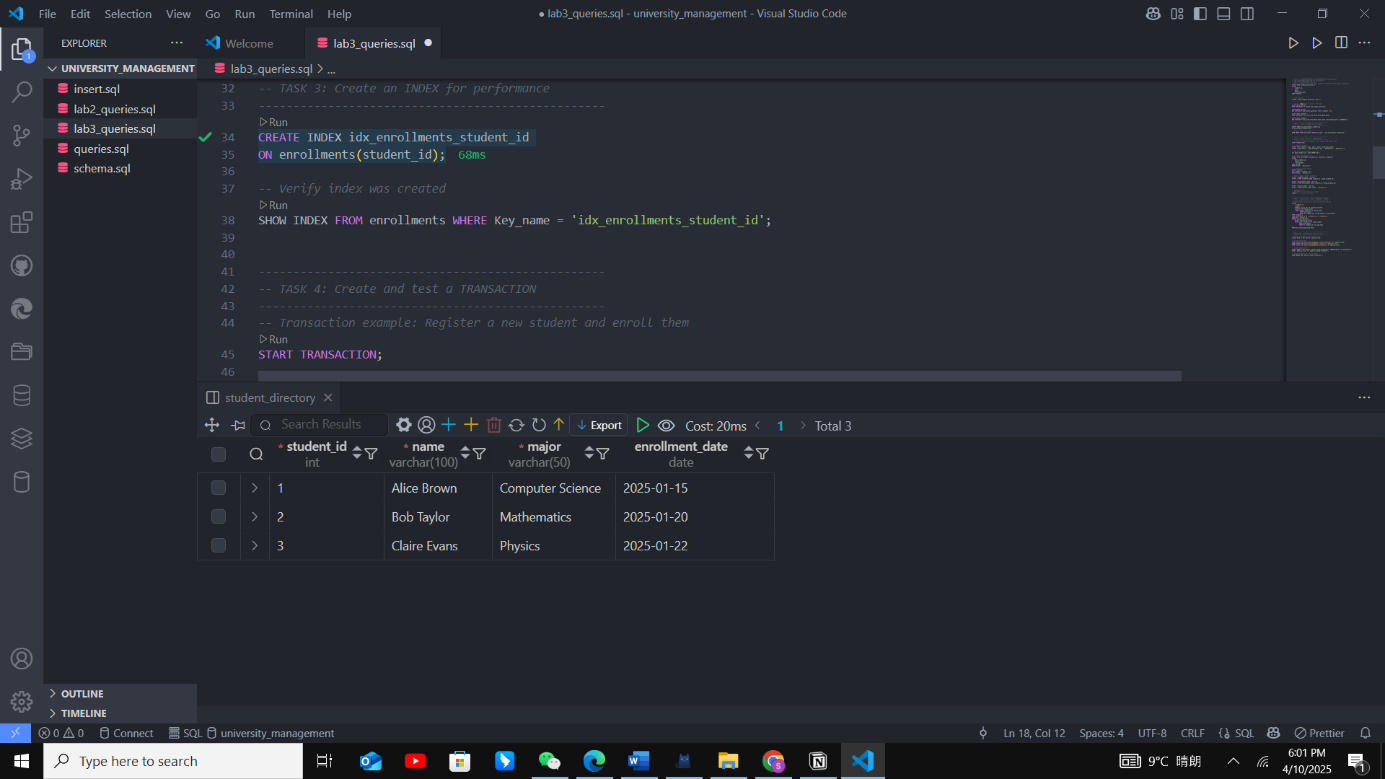 File Edit Selection View Go Run Terminal Help
● lab3_queries.sql - university_management - Visual Studio Code
EXPLORER
Welcome
lab3_queries.sql ●
1
UNIVERSITY_MANAGEMENT
insert.sql
lab2_queries.sql
lab3_queries.sql
queries.sql
schema.sql
lab3_queries.sql > ...
32 -- TASK 3: Create an INDEX for performance
33 --------------------------------------------------
Run
34 CREATE INDEX idx_enrollments_student_id
35 ON enrollments(student_id); 68ms
36
37 -- Verify index was created
Run
38 SHOW INDEX FROM enrollments WHERE Key_name = 'idx_enrollments_student_id';
39
40
41 --------------------------------------------------
42 -- TASK 4: Create and test a TRANSACTION
43 --------------------------------------------------
44 -- Transaction example: Register a new student and enroll them
Run
45 START TRANSACTION;
46
student_directory
Search Results
Export
Cost: 20ms < 1 > Total 3
* student_id * name * major enrollment_date
int varchar(100) varchar(50) date
1 Alice Brown Computer Science 2025-01-15
2 Bob Taylor Mathematics 2025-01-20
3 Claire Evans Physics 2025-01-22
OUTLINE
TIMELINE
0 0 Connect SQL university_management
Ln 18, Col 12 Spaces: 4 UTF-8 CRLF {} SQL Prettier
Type here to search
9°C 晴朗
6:01 PM
4/10/2025
1